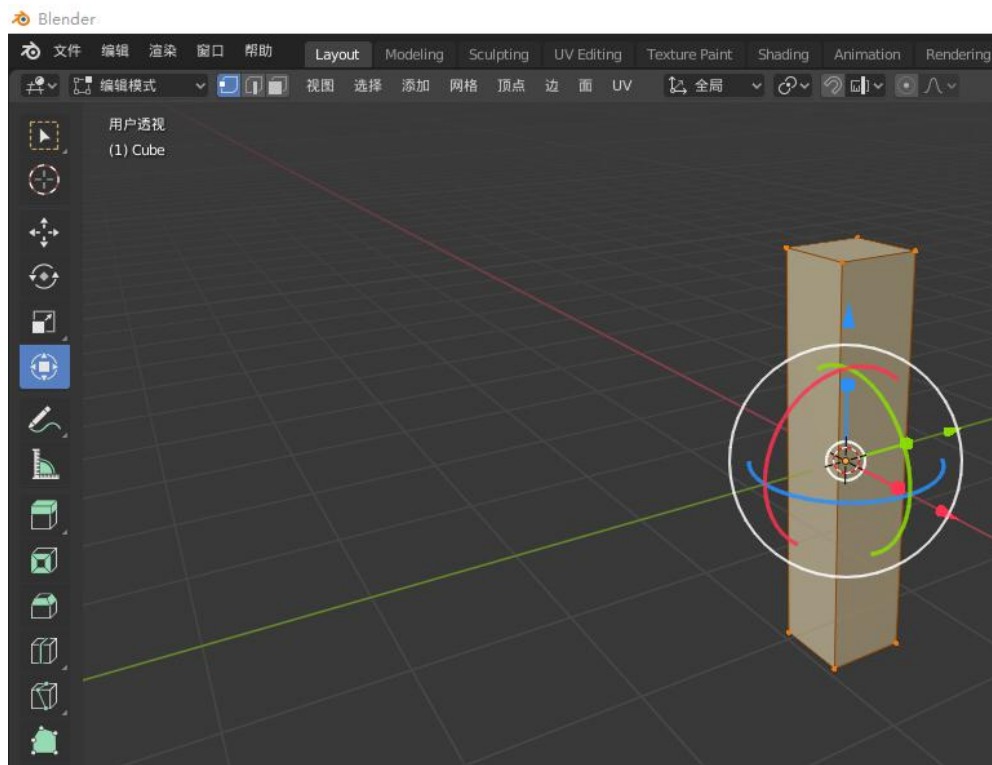 Blender
文件 编辑 渲染 窗口 帮助 Layout Modeling Sculpting UV Editing Texture Paint Shading Animation Rendering
编辑模式 视图 选择 添加 网格 顶点 边 面 UV 全局
用户透视
(1) Cube